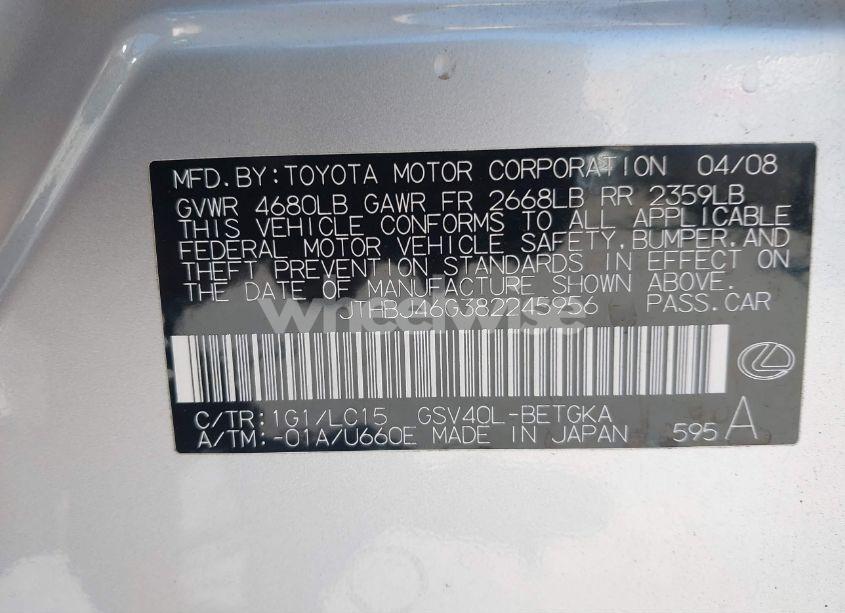 MFD.BY:TOYOTA MOTOR CORPORATION 04/08
GVWR 4680LB GAWR FR 2668LB RR 2359LB
THIS VEHICLE CONFORMS TO ALL APPLICABLE
FEDERAL MOTOR VEHICLE SAFETY,BUMPER,AND
THEFT PREVENTION STANDARDS IN EFFECT ON
THE DATE OF MANUFACTURE SHOWN ABOVE.
JTHBJ46G382245956 PASS.CAR
wheelwise
C/TR:1G1/LC15 GSV40L-BETGKA
A/TM:-01A/U660E MADE IN JAPAN 595 A